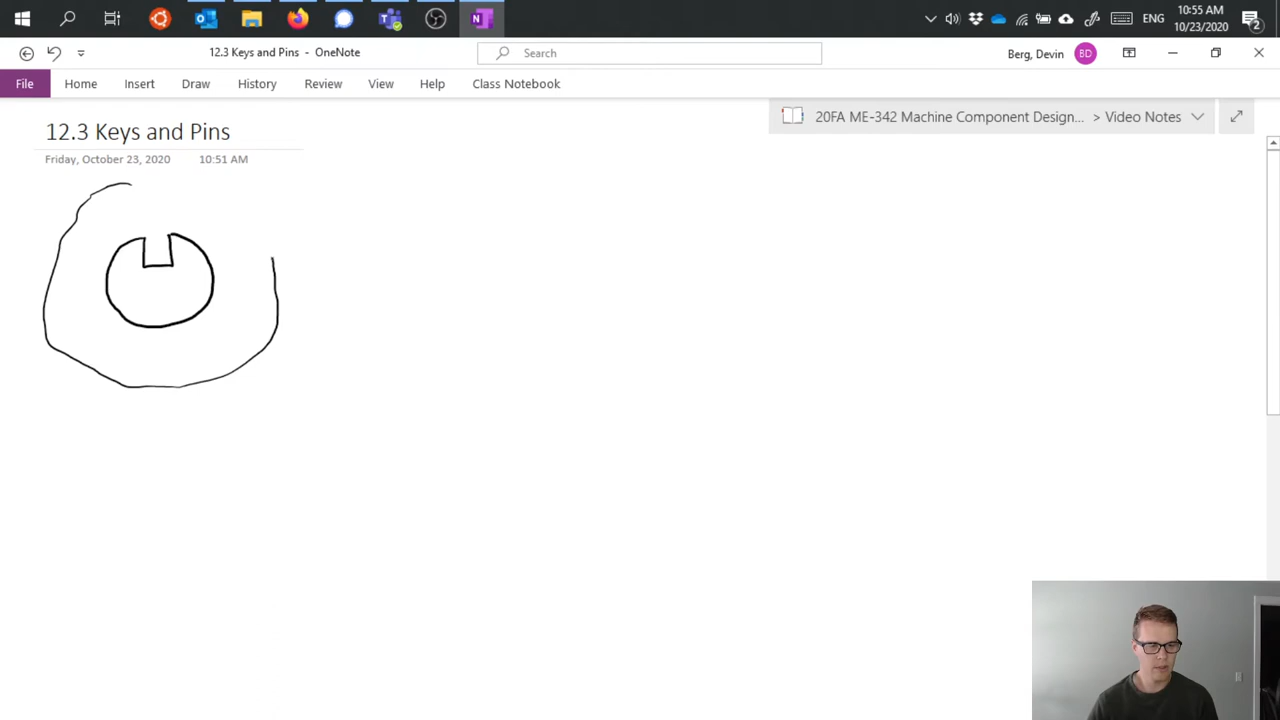 10:55 AM
ENG
10/23/2020
2
12.3 Keys and Pins - OneNote
Search
Berg, Devin
BD
File
Home
Insert
Draw
History
Review
View
Help
Class Notebook
20FA ME-342 Machine Component Design... > Video Notes
12.3 Keys and Pins
Friday, October 23, 2020
10:51 AM